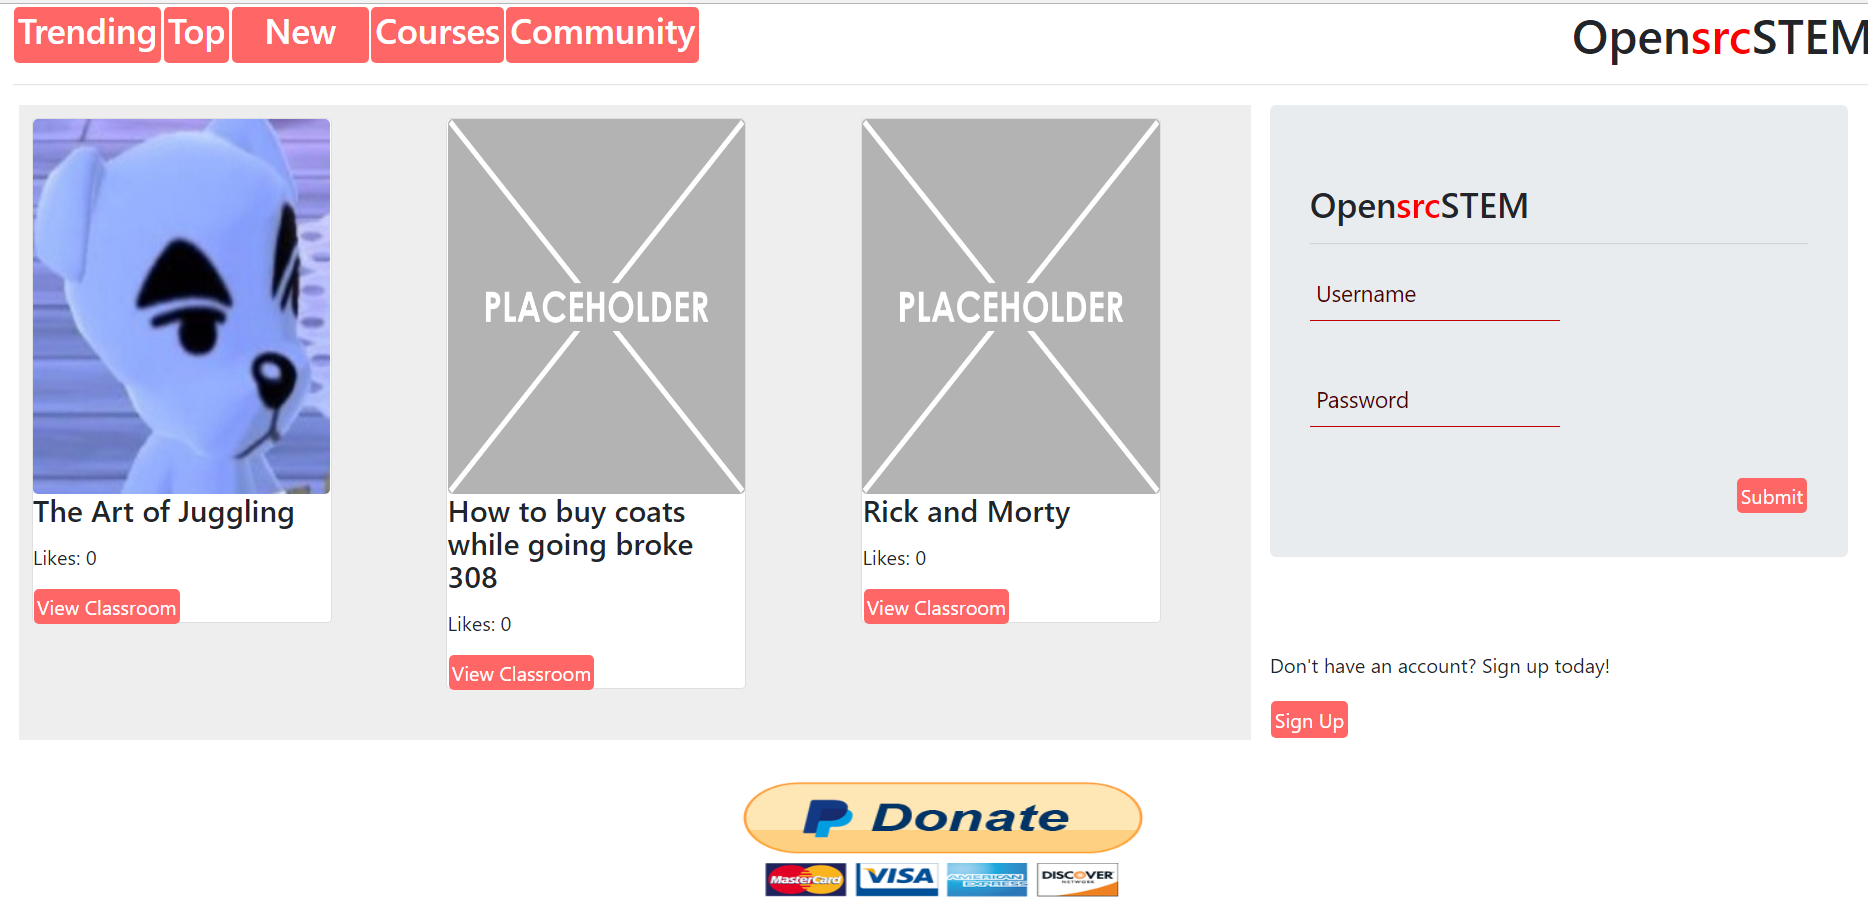 Trending Top New Courses Community
OpensrcSTEM
PLACEHOLDER
PLACEHOLDER
The Art of Juggling
Likes: 0
View Classroom
How to buy coats
while going broke
308
Likes: 0
View Classroom
Rick and Morty
Likes: 0
View Classroom
OpensrcSTEM
Username
Password
Submit
Don't have an account? Sign up today!
Sign Up
Donate
MasterCard VISA AMERICAN EXPRESS DISCOVER
NETWORK